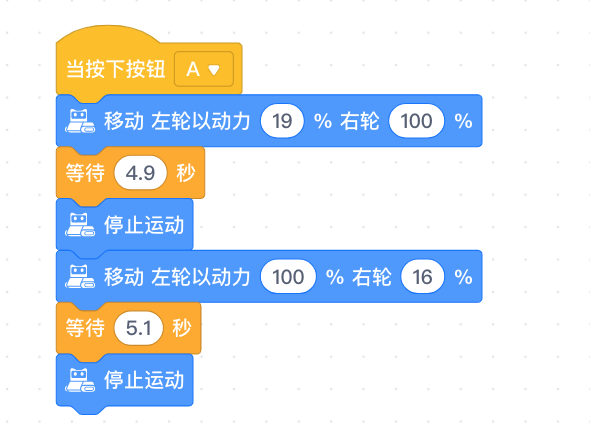 当按下按钮 A
移动 左轮以动力 19 % 右轮 100 %
等待 4.9 秒
停止运动
移动 左轮以动力 100 % 右轮 16 %
等待 5.1 秒
停止运动